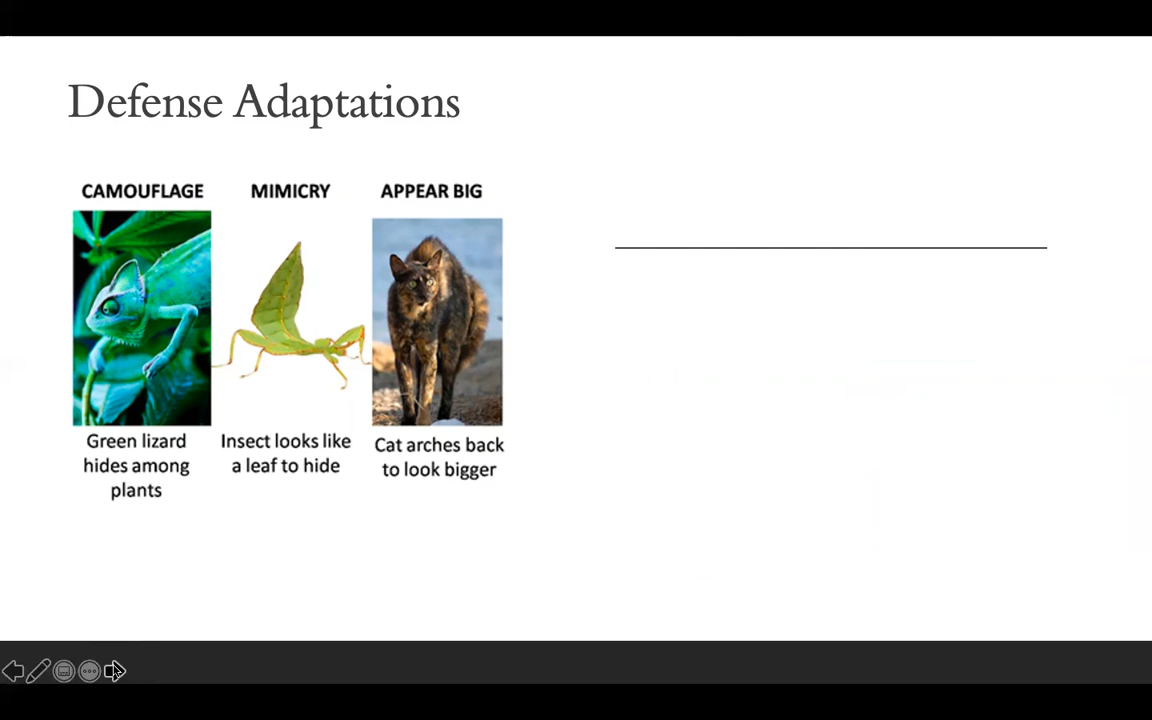 Defense Adaptations
CAMOUFLAGE
MIMICRY
APPEAR BIG
Green lizard
hides among
plants
Insect looks like
a leaf to hide
Cat arches back
to look bigger